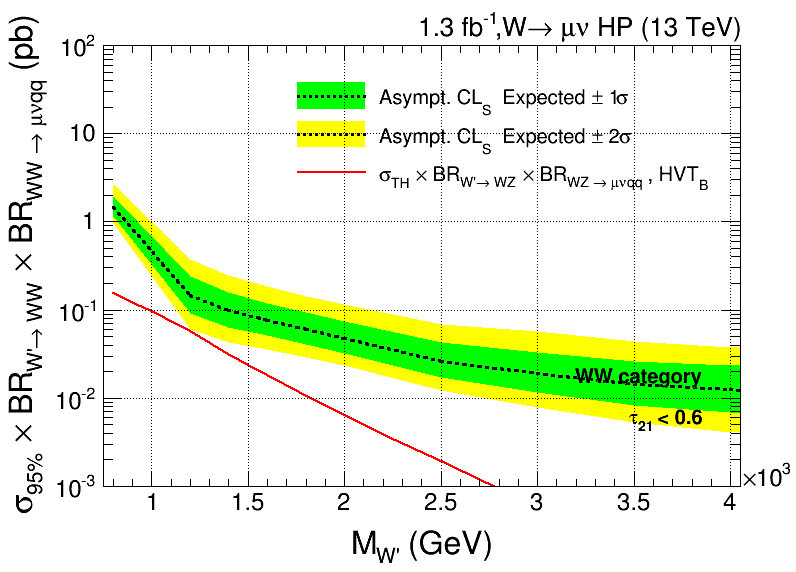 1.3 fb⁻¹,W→ μν HP (13 TeV)
σ95% × BRW'→ WW × BRWW → μνqq (pb)
10²
10
1
10⁻¹
10⁻²
10⁻³
Asympt. CLS Expected ± 1σ
Asympt. CLS Expected ± 2σ
σTH × BRW'→ WZ × BRWZ → μνqq , HVTB
WW category
τ21 < 0.6
1 1.5 2 2.5 3 3.5 4
×10³
MW' (GeV)